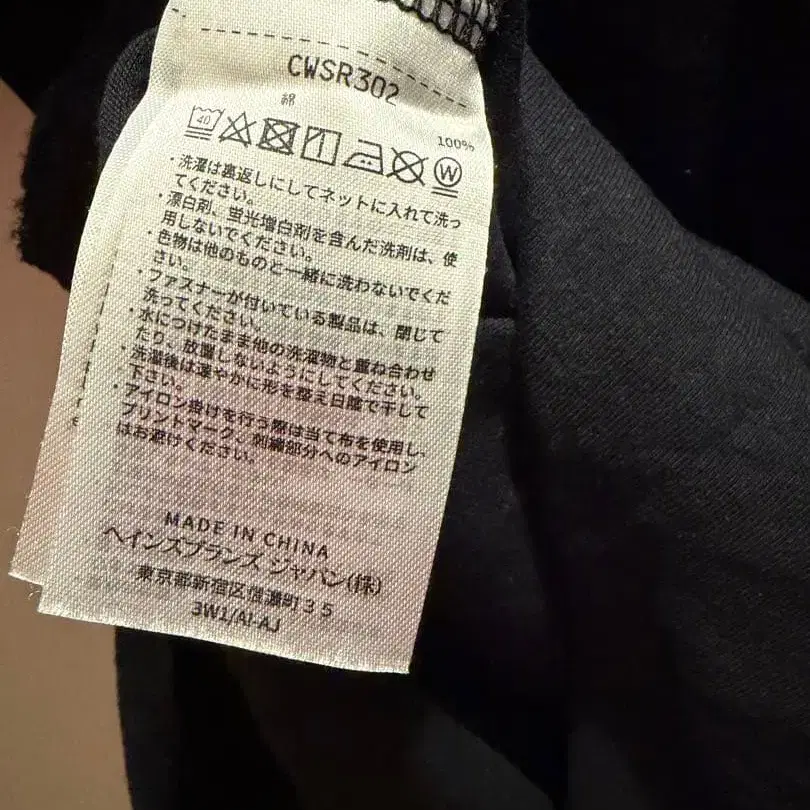 CWSR302
綿 100%
40
W
・洗濯は裏返しにしてネットに入れて洗っ
てください。
・漂白剤、蛍光増白剤を含んだ洗剤は、使
用しないでください。
・色物は他のものと一緒に洗わないでくだ
さい。
・ファスナーが付いている製品は、閉じて
洗ってください。
・水につけたまま他の洗濯物と重ね合わせ
たり、放置しないようにしてください。
・洗濯後は速やかに形を整え日陰で干して
下さい。
・アイロン掛けを行う際は当て布を使用し、
プリントマーク、刺繍部分へのアイロン
はお避けください。
MADE IN CHINA
ヘインズブランズ ジャパン(株)
東京都新宿区信濃町35
3W1/AI-AJ